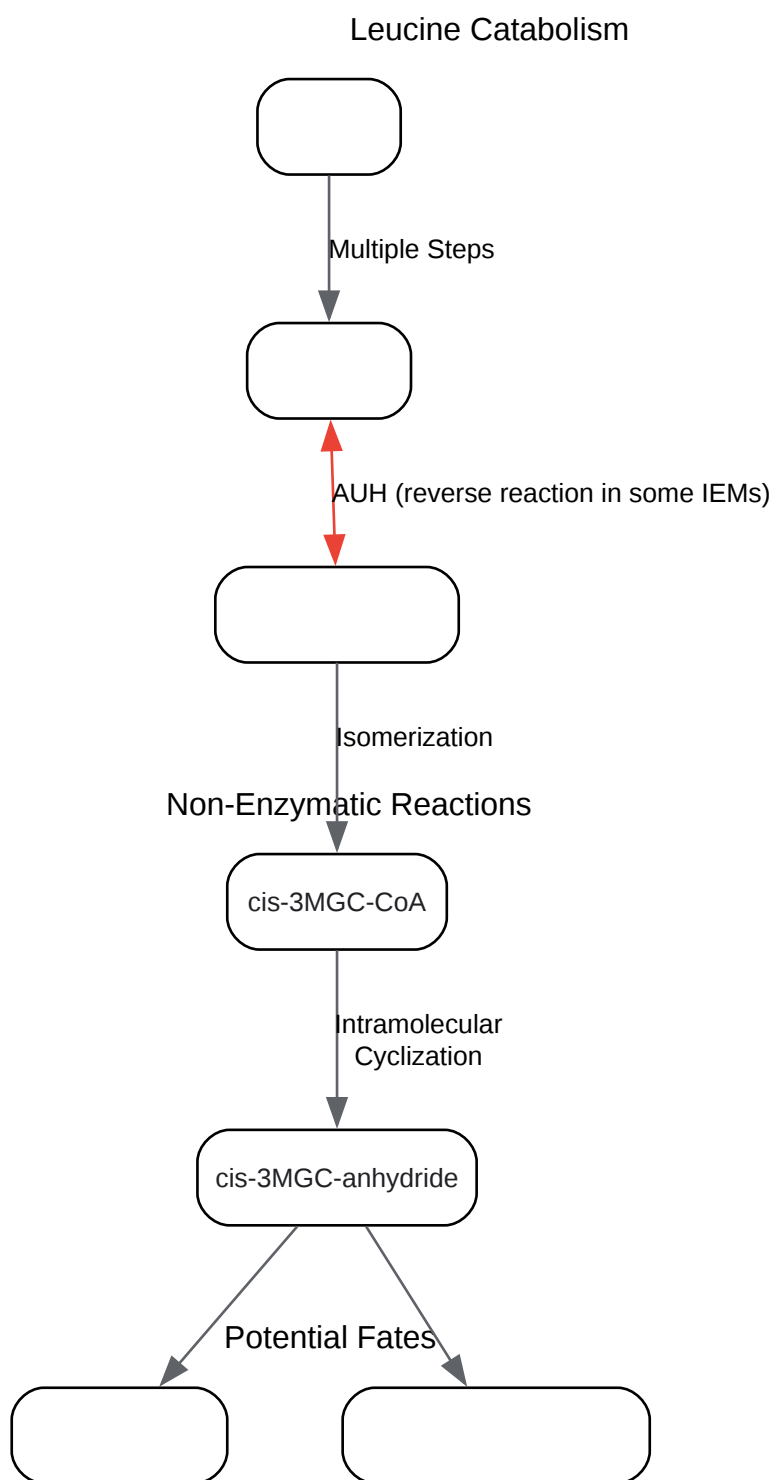 Leucine Catabolism
Multiple Steps
AUH (reverse reaction in some IEMs)
Isomerization
Non-Enzymatic Reactions
cis-3MGC-CoA
Intramolecular
Cyclization
cis-3MGC-anhydride
Potential Fates